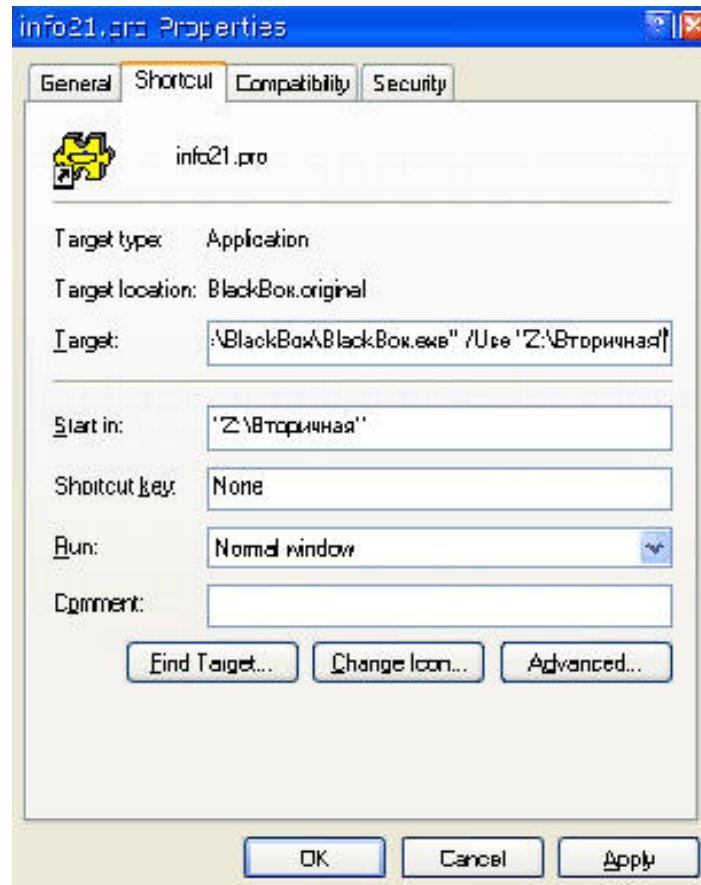 info21.pro Properties
General Shortcut Compatibility Security
info21.pro
Target type: Application
Target location: BlackBox.original
Target: :\BlackBox\BlackBox.exe" /Use "Z:\Вторичная"
Start in: "Z:\Вторичная"
Shortcut key: None
Run: Normal window
Comment:
Find Target... Change Icon... Advanced...
OK Cancel Apply